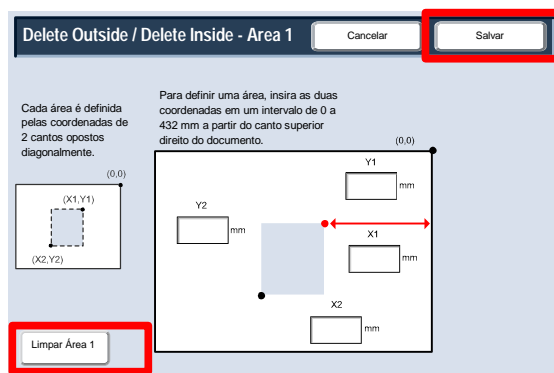 Delete Outside / Delete Inside - Area 1
Cancelar
Salvar
Cada área é definida
pelas coordenadas de
2 cantos opostos
diagonalmente.
Para definir uma área, insira as duas
coordenadas em um intervalo de 0 a
432 mm a partir do canto superior
direito do documento.
(0,0)
(X1,Y1)
(X2,Y2)
(0,0)
Y1
mm
Y2
mm
X1
mm
X2
mm
Limpar Área 1